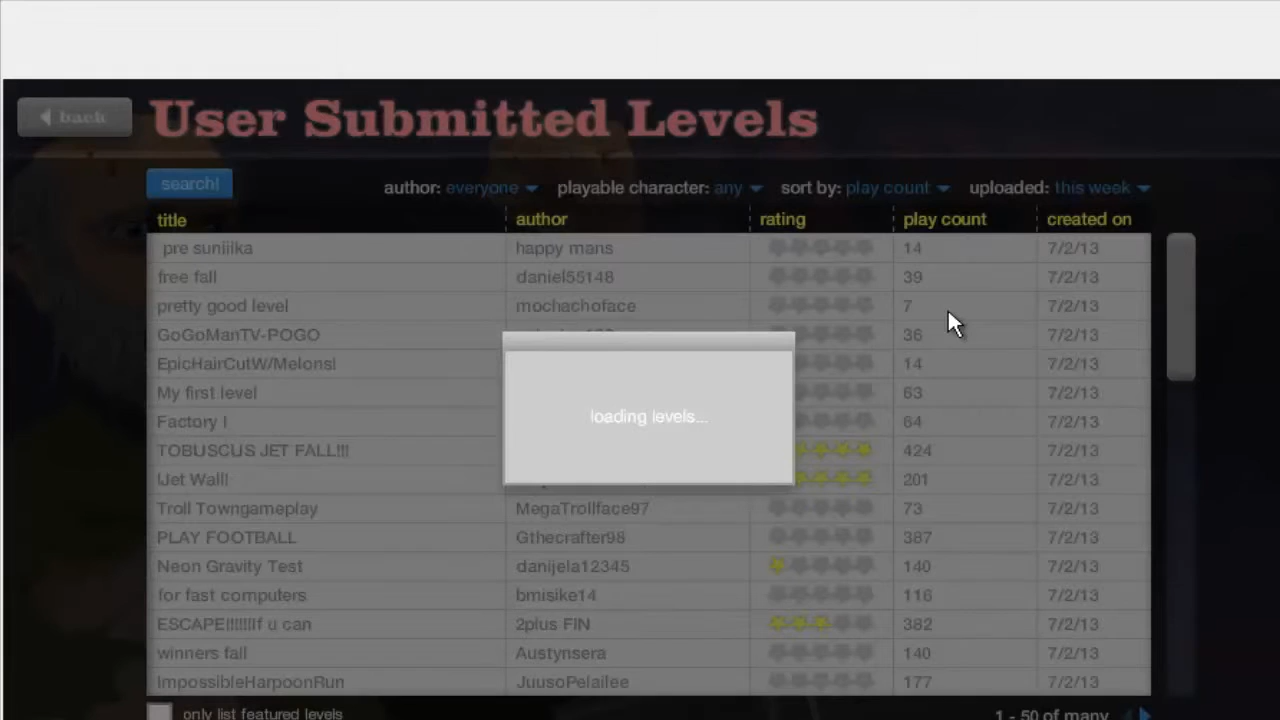 back
User Submitted Levels
search!
author: everyone playable character: any sort by: play count uploaded: this week
title author rating play count created on
pre suniiika happy mans 14 7/2/13
free fall daniel55148 39 7/2/13
pretty good level mochachoface 7 7/2/13
GoGoManTV-POGO 36 7/2/13
EpicHairCutW/Melons! 14 7/2/13
My first level 63 7/2/13
loading levels...
Factory I 64 7/2/13
TOBUSCUS JET FALL!!! 424 7/2/13
!Jet Wall! 201 7/2/13
Troll Towngameplay MegaTrollface97 73 7/2/13
PLAY FOOTBALL Gthecrafter98 387 7/2/13
Neon Gravity Test danijela12345 140 7/2/13
for fast computers bmisike14 116 7/2/13
ESCAPE!!!!!!!if u can 2plus FIN 382 7/2/13
winners fall Austynsera 140 7/2/13
ImpossibleHarpoonRun JuusoPelailee 177 7/2/13
only list featured levels 1 - 50 of many